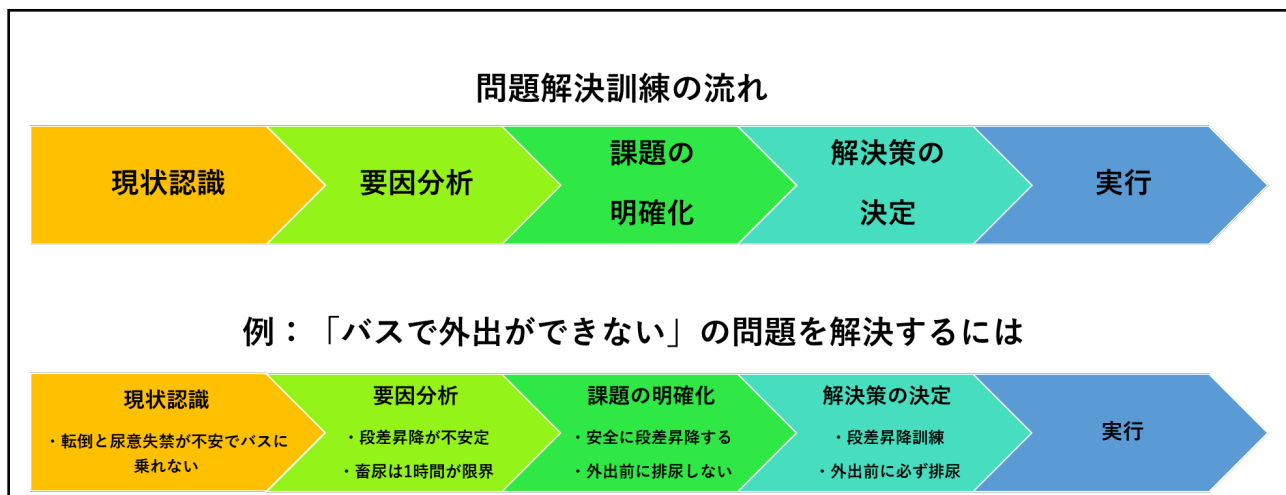 問題解決訓練の流れ
現状認識
要因分析
課題の
明確化
解決策の
決定
実行
例：「バスで外出ができない」の問題を解決するには
現状認識
・転倒と尿意失禁が不安でバスに
乗れない
要因分析
・段差昇降が不安定
・畜尿は1時間が限界
課題の明確化
・安全に段差昇降する
・外出前に排尿しない
解決策の決定
・段差昇降訓練
・外出前に必ず排尿
実行